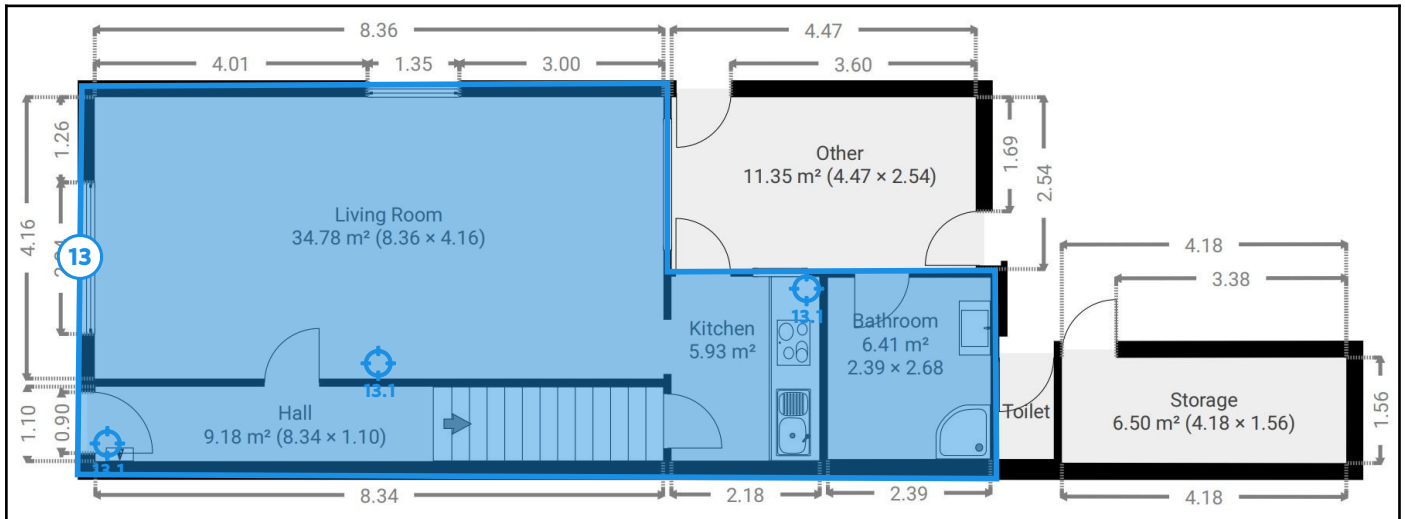 8.36
4.47
4.01
1.35
3.00
3.60
1.26
4.16
1.69
2.54
Other
11.35 m² (4.47 × 2.54)
Living Room
34.78 m² (8.36 × 4.16)
13
4.18
3.38
13.1
Kitchen
5.93 m²
Bathroom
6.41 m²
2.39 × 2.68
13.1
1.10
0.90
Hall
9.18 m² (8.34 × 1.10)
Toilet
Storage
6.50 m² (4.18 × 1.56)
1.56
13.1
8.34
2.18
2.39
4.18